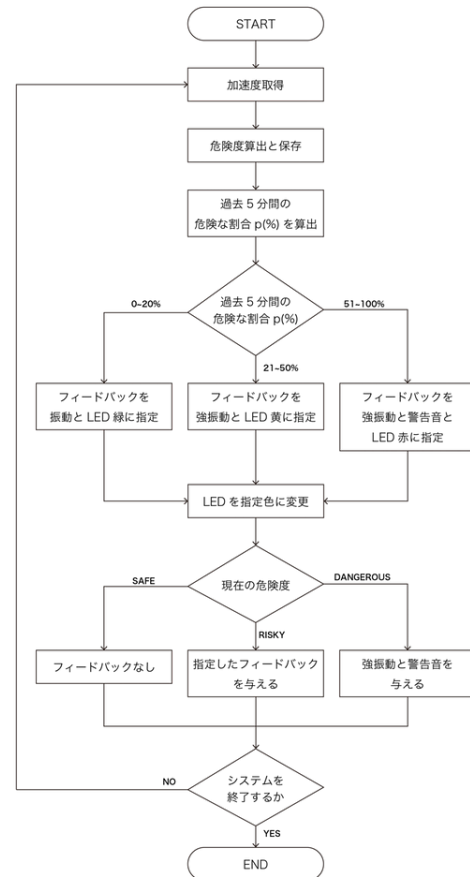 START
加速度取得
危険度算出と保存
過去 5 分間の
危険な割合 p(%) を算出
過去 5 分間の
危険な割合 p(%)
0~20%
51~100%
21~50%
フィードバックを
振動と LED 緑に指定
フィードバックを
強振動と LED 黄に指定
フィードバックを
強振動と警告音と
LED 赤に指定
LED を指定色に変更
現在の危険度
SAFE
DANGEROUS
RISKY
フィードバックなし
指定したフィードバック
を与える
強振動と警告音を
与える
システムを
終了するか
NO
YES
END